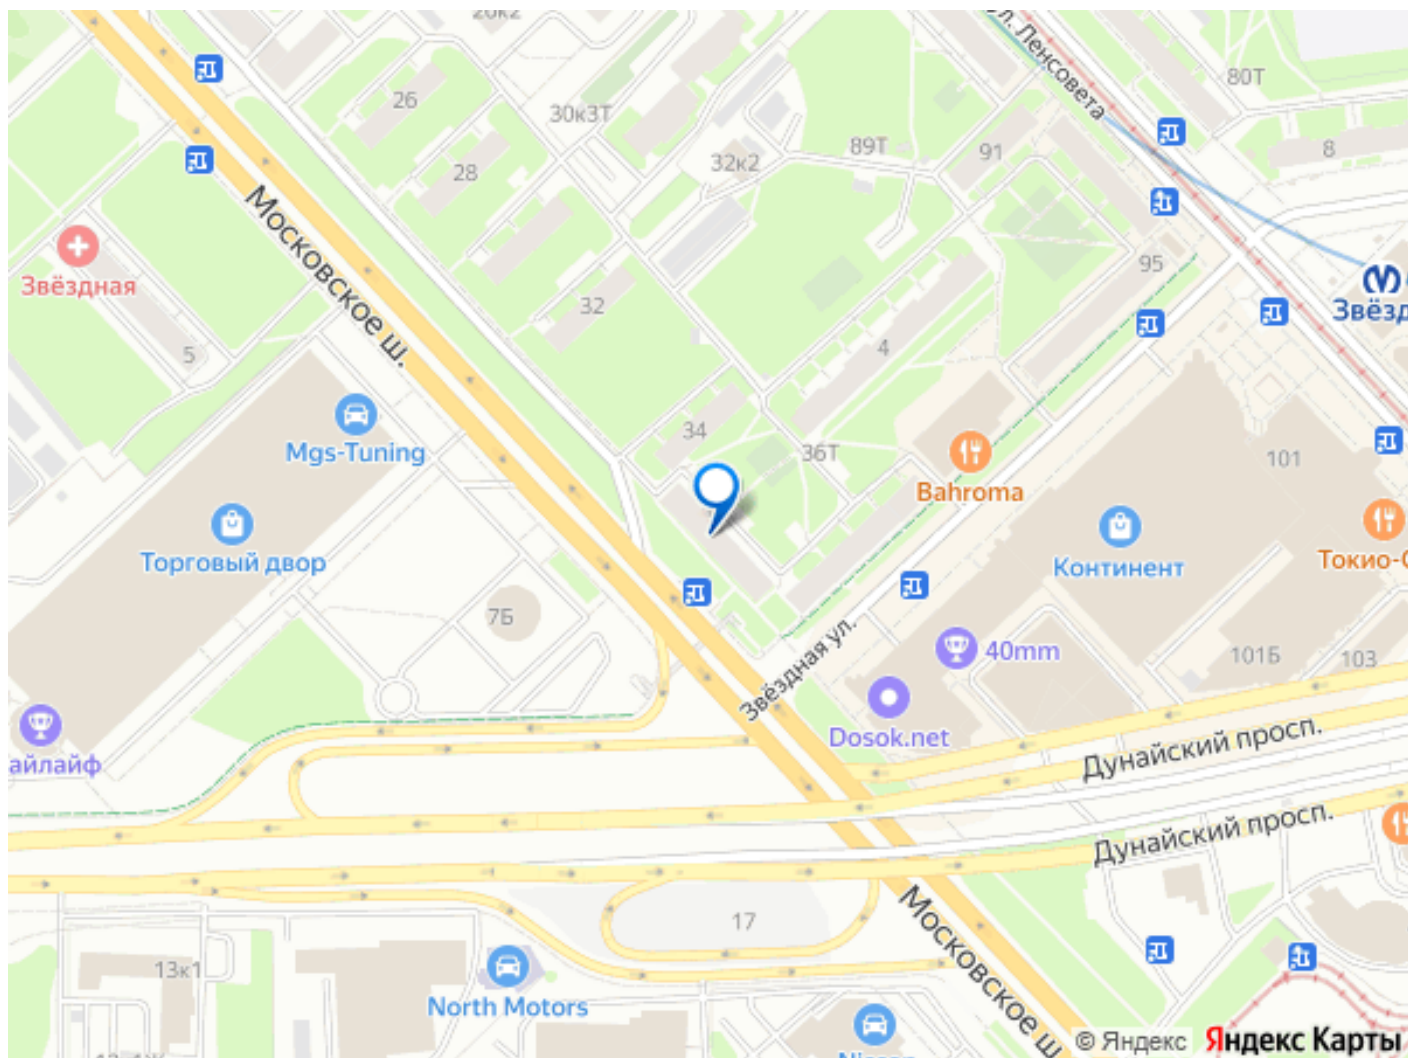 20к2
ул. Ленсовета
80Т
26
30к3Т
28
32к2
89Т
91
8
Московское ш.
Звёздная
95
32
5
4
Mgs-Tuning
34
36Т
101
Bahroma
Торговый двор
Континент
7Б
Звёздная ул.
40mm
101Б
103
Dosok.net
Дунайский просп.
Дунайский просп.
Московское ш.
17
13к1
North Motors
© Яндекс
Яндекс Карты